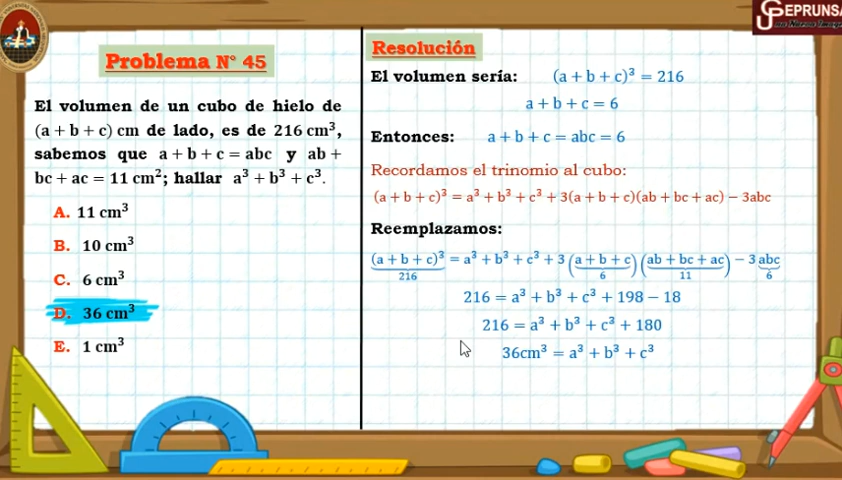 GEPRUNSA
Problema N° 45
El volumen de un cubo de hielo de
(a + b + c) cm de lado, es de 216 cm³,
sabemos que a + b + c = abc y ab +
bc + ac = 11 cm²; hallar a³ + b³ + c³.
A. 11 cm³
B. 10 cm³
C. 6 cm³
D. 36 cm³
E. 1 cm³
Resolución
El volumen sería: (a + b + c)³ = 216
a + b + c = 6
Entonces: a + b + c = abc = 6
Recordamos el trinomio al cubo:
(a + b + c)³ = a³ + b³ + c³ + 3(a + b + c)(ab + bc + ac) − 3abc
Reemplazamos:
(a + b + c)³ = a³ + b³ + c³ + 3 (a + b + c) (ab + bc + ac) − 3 abc
216 6 11 6
216 = a³ + b³ + c³ + 198 − 18
216 = a³ + b³ + c³ + 180
36cm³ = a³ + b³ + c³